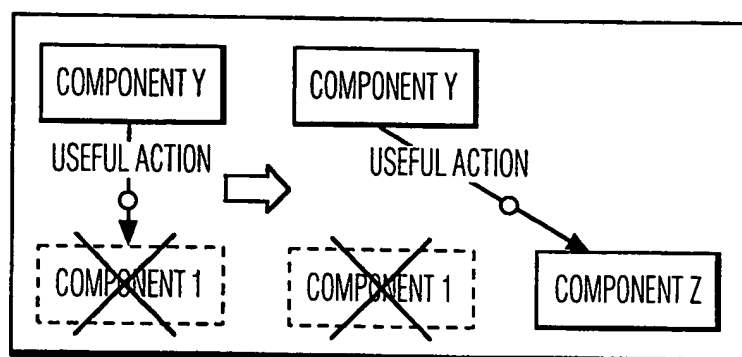 COMPONENT Y
USEFUL ACTION
COMPONENT 1
COMPONENT Y
USEFUL ACTION
COMPONENT 1
COMPONENT Z